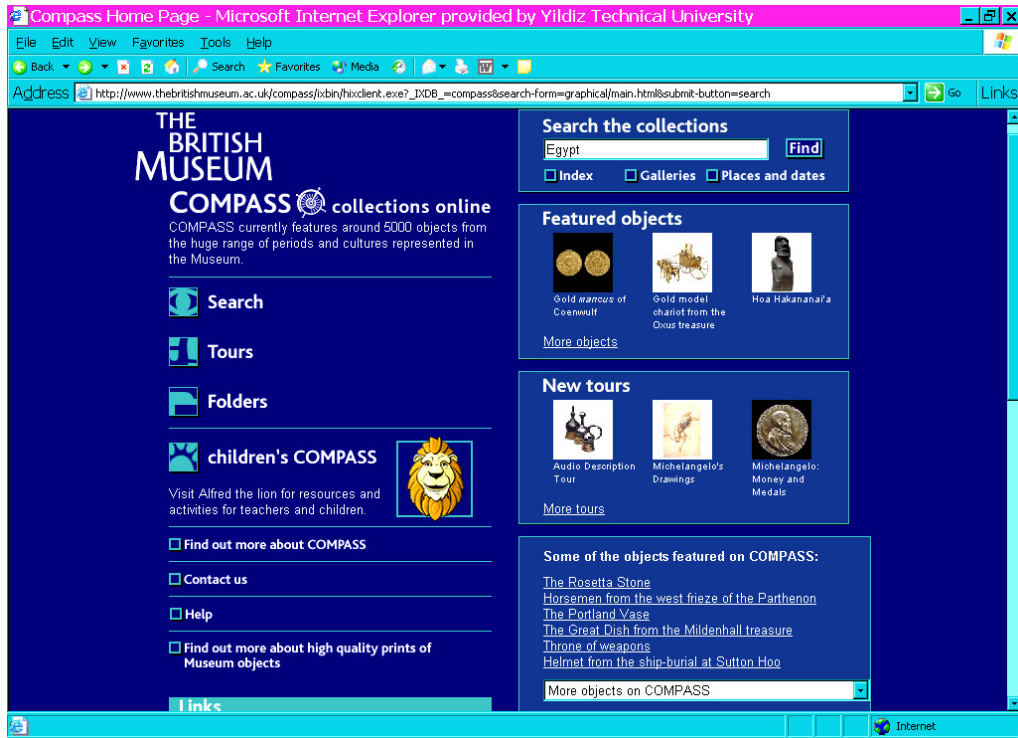 Compass Home Page - Microsoft Internet Explorer provided by Yildiz Technical University
File Edit View Favorites Tools Help
Back Search Favorites Media
Address http://www.thebritishmuseum.ac.uk/compass/ixbin/hixclient.exe?_IXDB_=compass&search-form=graphical/main.html&submit-button=search Go Links
THE
BRITISH
MUSEUM
COMPASS collections online
COMPASS currently features around 5000 objects from
the huge range of periods and cultures represented in
the Museum.
Search
Tours
Folders
children's COMPASS
Visit Alfred the lion for resources and
activities for teachers and children.
Find out more about COMPASS
Contact us
Help
Find out more about high quality prints of
Museum objects
Links
Search the collections
Egypt Find
Index Galleries Places and dates
Featured objects
Gold mancus of
Coenwulf
Gold model
chariot from the
Oxus treasure
Hoa Hakananai'a
More objects
New tours
Audio Description
Tour
Michelangelo's
Drawings
Michelangelo:
Money and
Medals
More tours
Some of the objects featured on COMPASS:
The Rosetta Stone
Horsemen from the west frieze of the Parthenon
The Portland Vase
The Great Dish from the Mildenhall treasure
Throne of weapons
Helmet from the ship-burial at Sutton Hoo
More objects on COMPASS
Internet